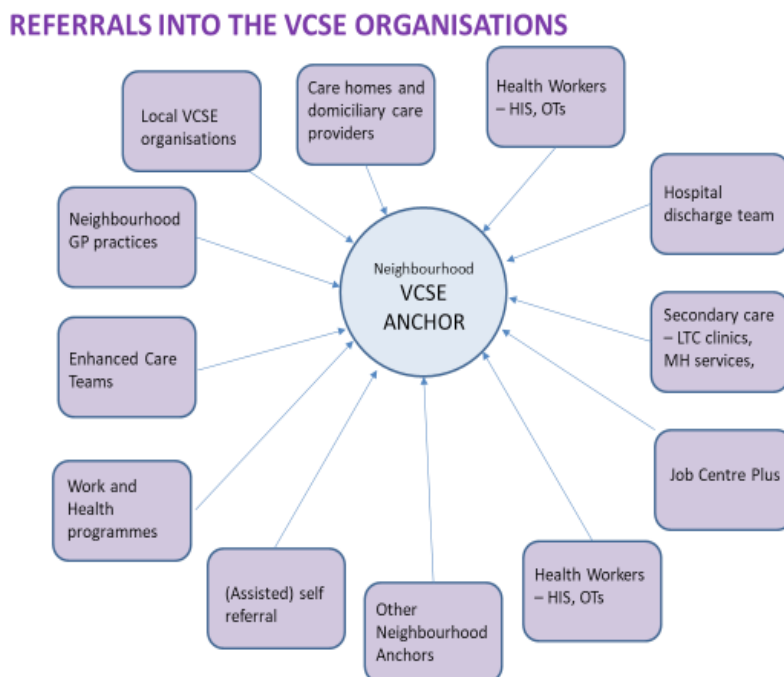 REFERRALS INTO THE VCSE ORGANISATIONS
Local VCSE
organisations
Care homes and
domiciliary care
providers
Health Workers
– HIS, OTs
Neighbourhood
GP practices
Hospital
discharge team
Neighbourhood
VCSE
ANCHOR
Enhanced Care
Teams
Secondary care
– LTC clinics,
MH services,
Work and
Health
programmes
Job Centre Plus
(Assisted) self
referral
Other
Neighbourhood
Anchors
Health Workers
– HIS, OTs